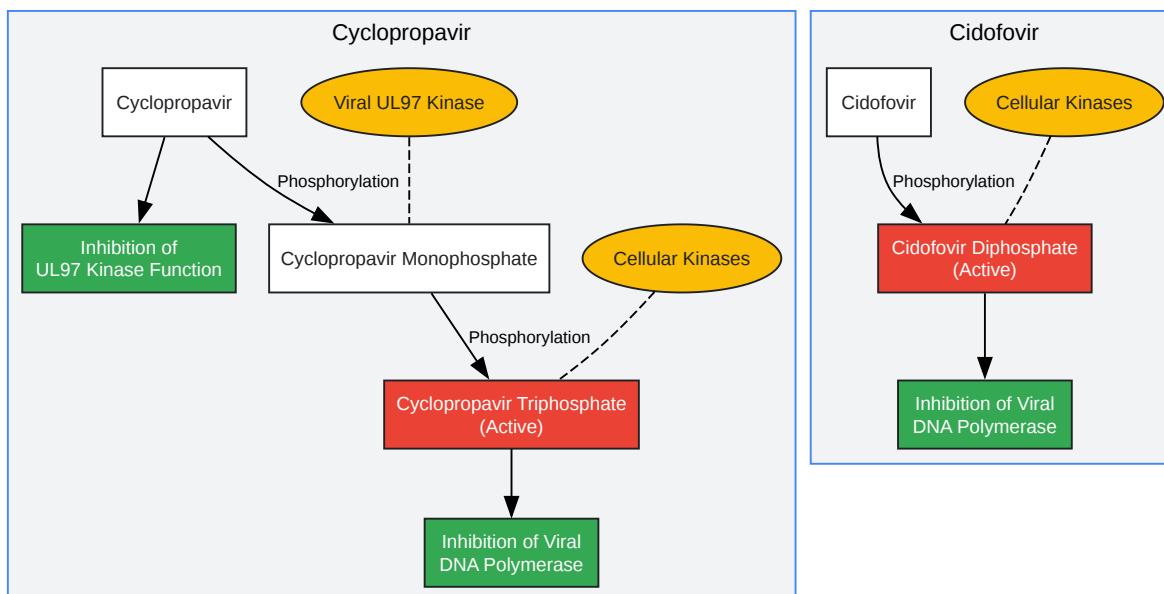 Cyclopropavir
Cyclopropavir
Viral UL97 Kinase
Phosphorylation
Inhibition of
UL97 Kinase Function
Cyclopropavir Monophosphate
Cellular Kinases
Phosphorylation
Cyclopropavir Triphosphate
(Active)
Inhibition of Viral
DNA Polymerase
Cidofovir
Cidofovir
Cellular Kinases
Phosphorylation
Cidofovir Diphosphate
(Active)
Inhibition of Viral
DNA Polymerase